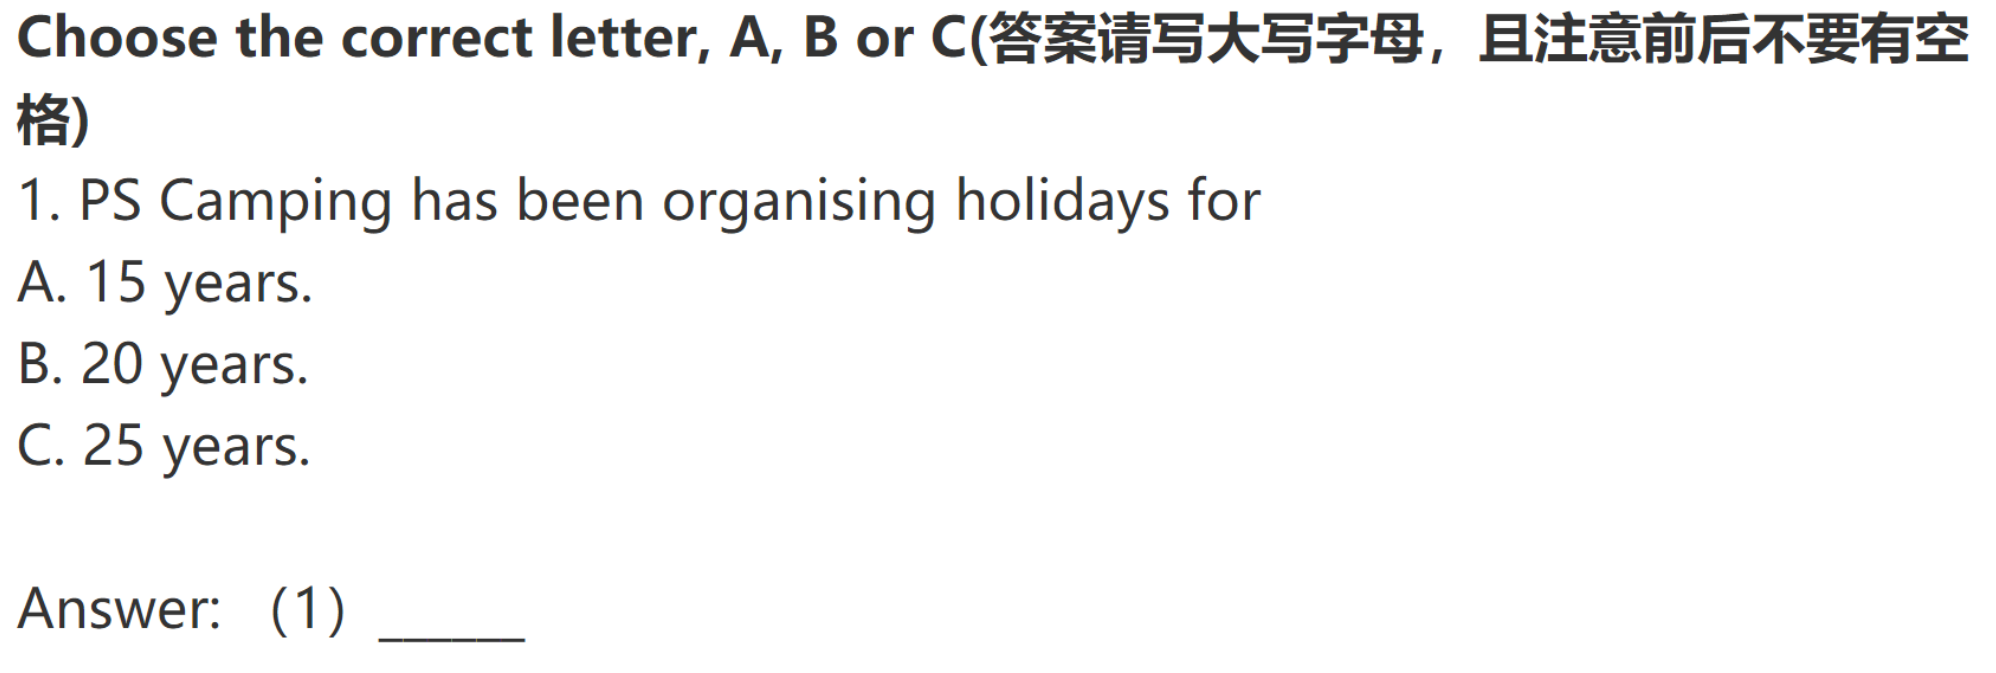 Choose the correct letter, A, B or C(答案请写大写字母，且注意前后不要有空
格)
1. PS Camping has been organising holidays for
A. 15 years.
B. 20 years.
C. 25 years.
Answer: （1）______